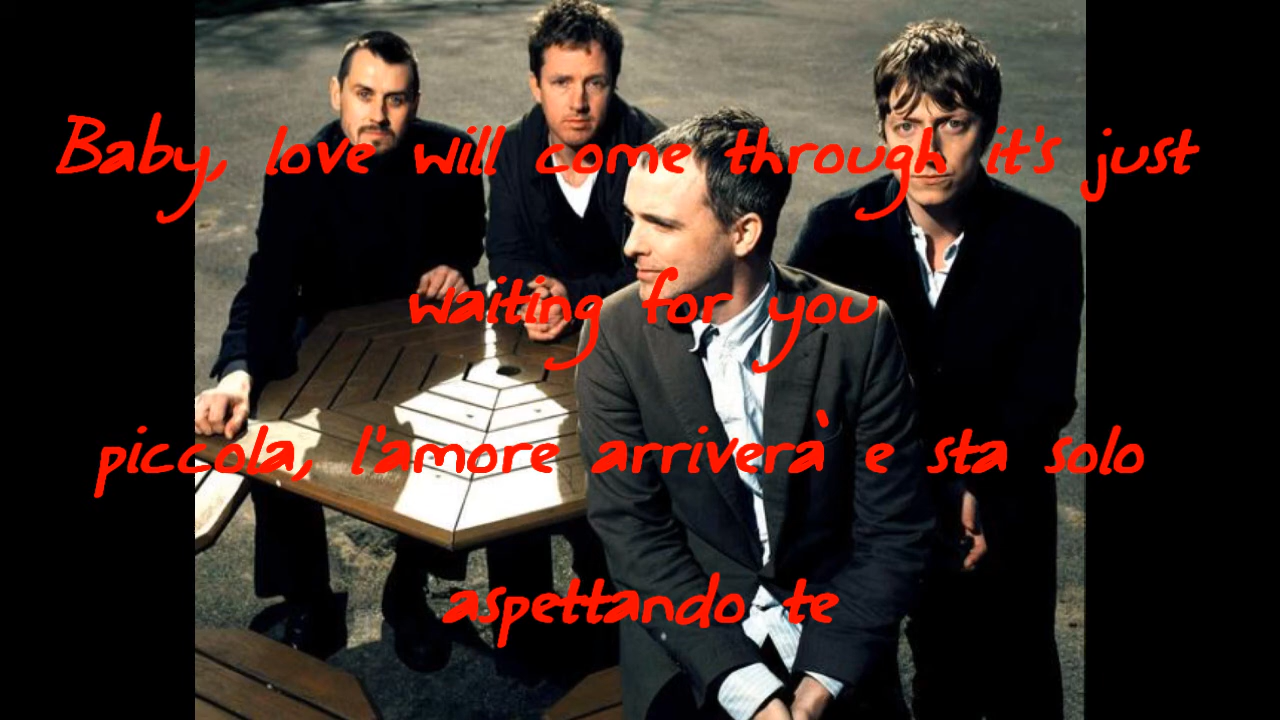 Baby, love will come through it's just
waiting for you
piccola, l'amore arriverà e sta solo
aspettando te